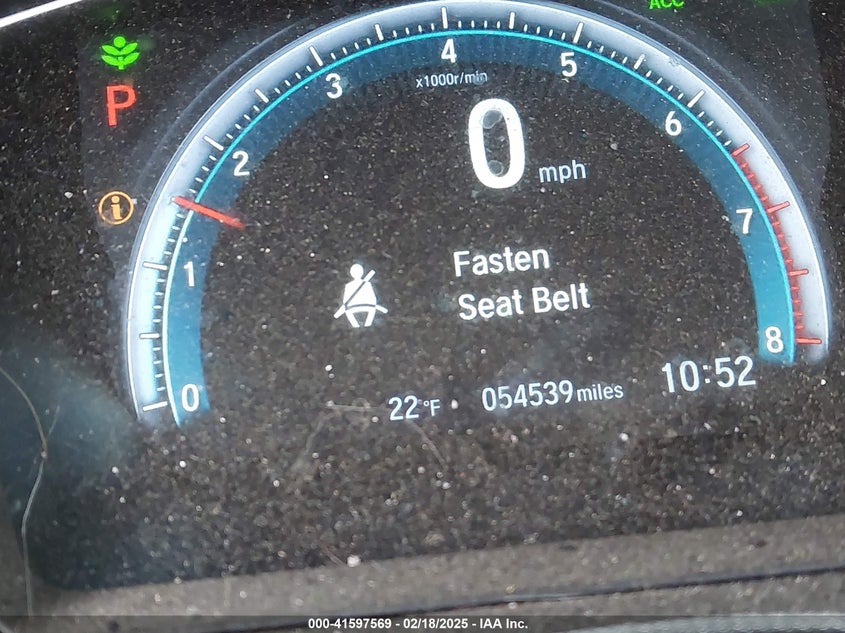 ACC
4
3
5
x1000r/min
P
0
6
2
mph
i
7
1
Fasten
Seat Belt
8
0
22 °F
054539 miles
10:52
000-41597569 - 02/18/2025 - IAA Inc.